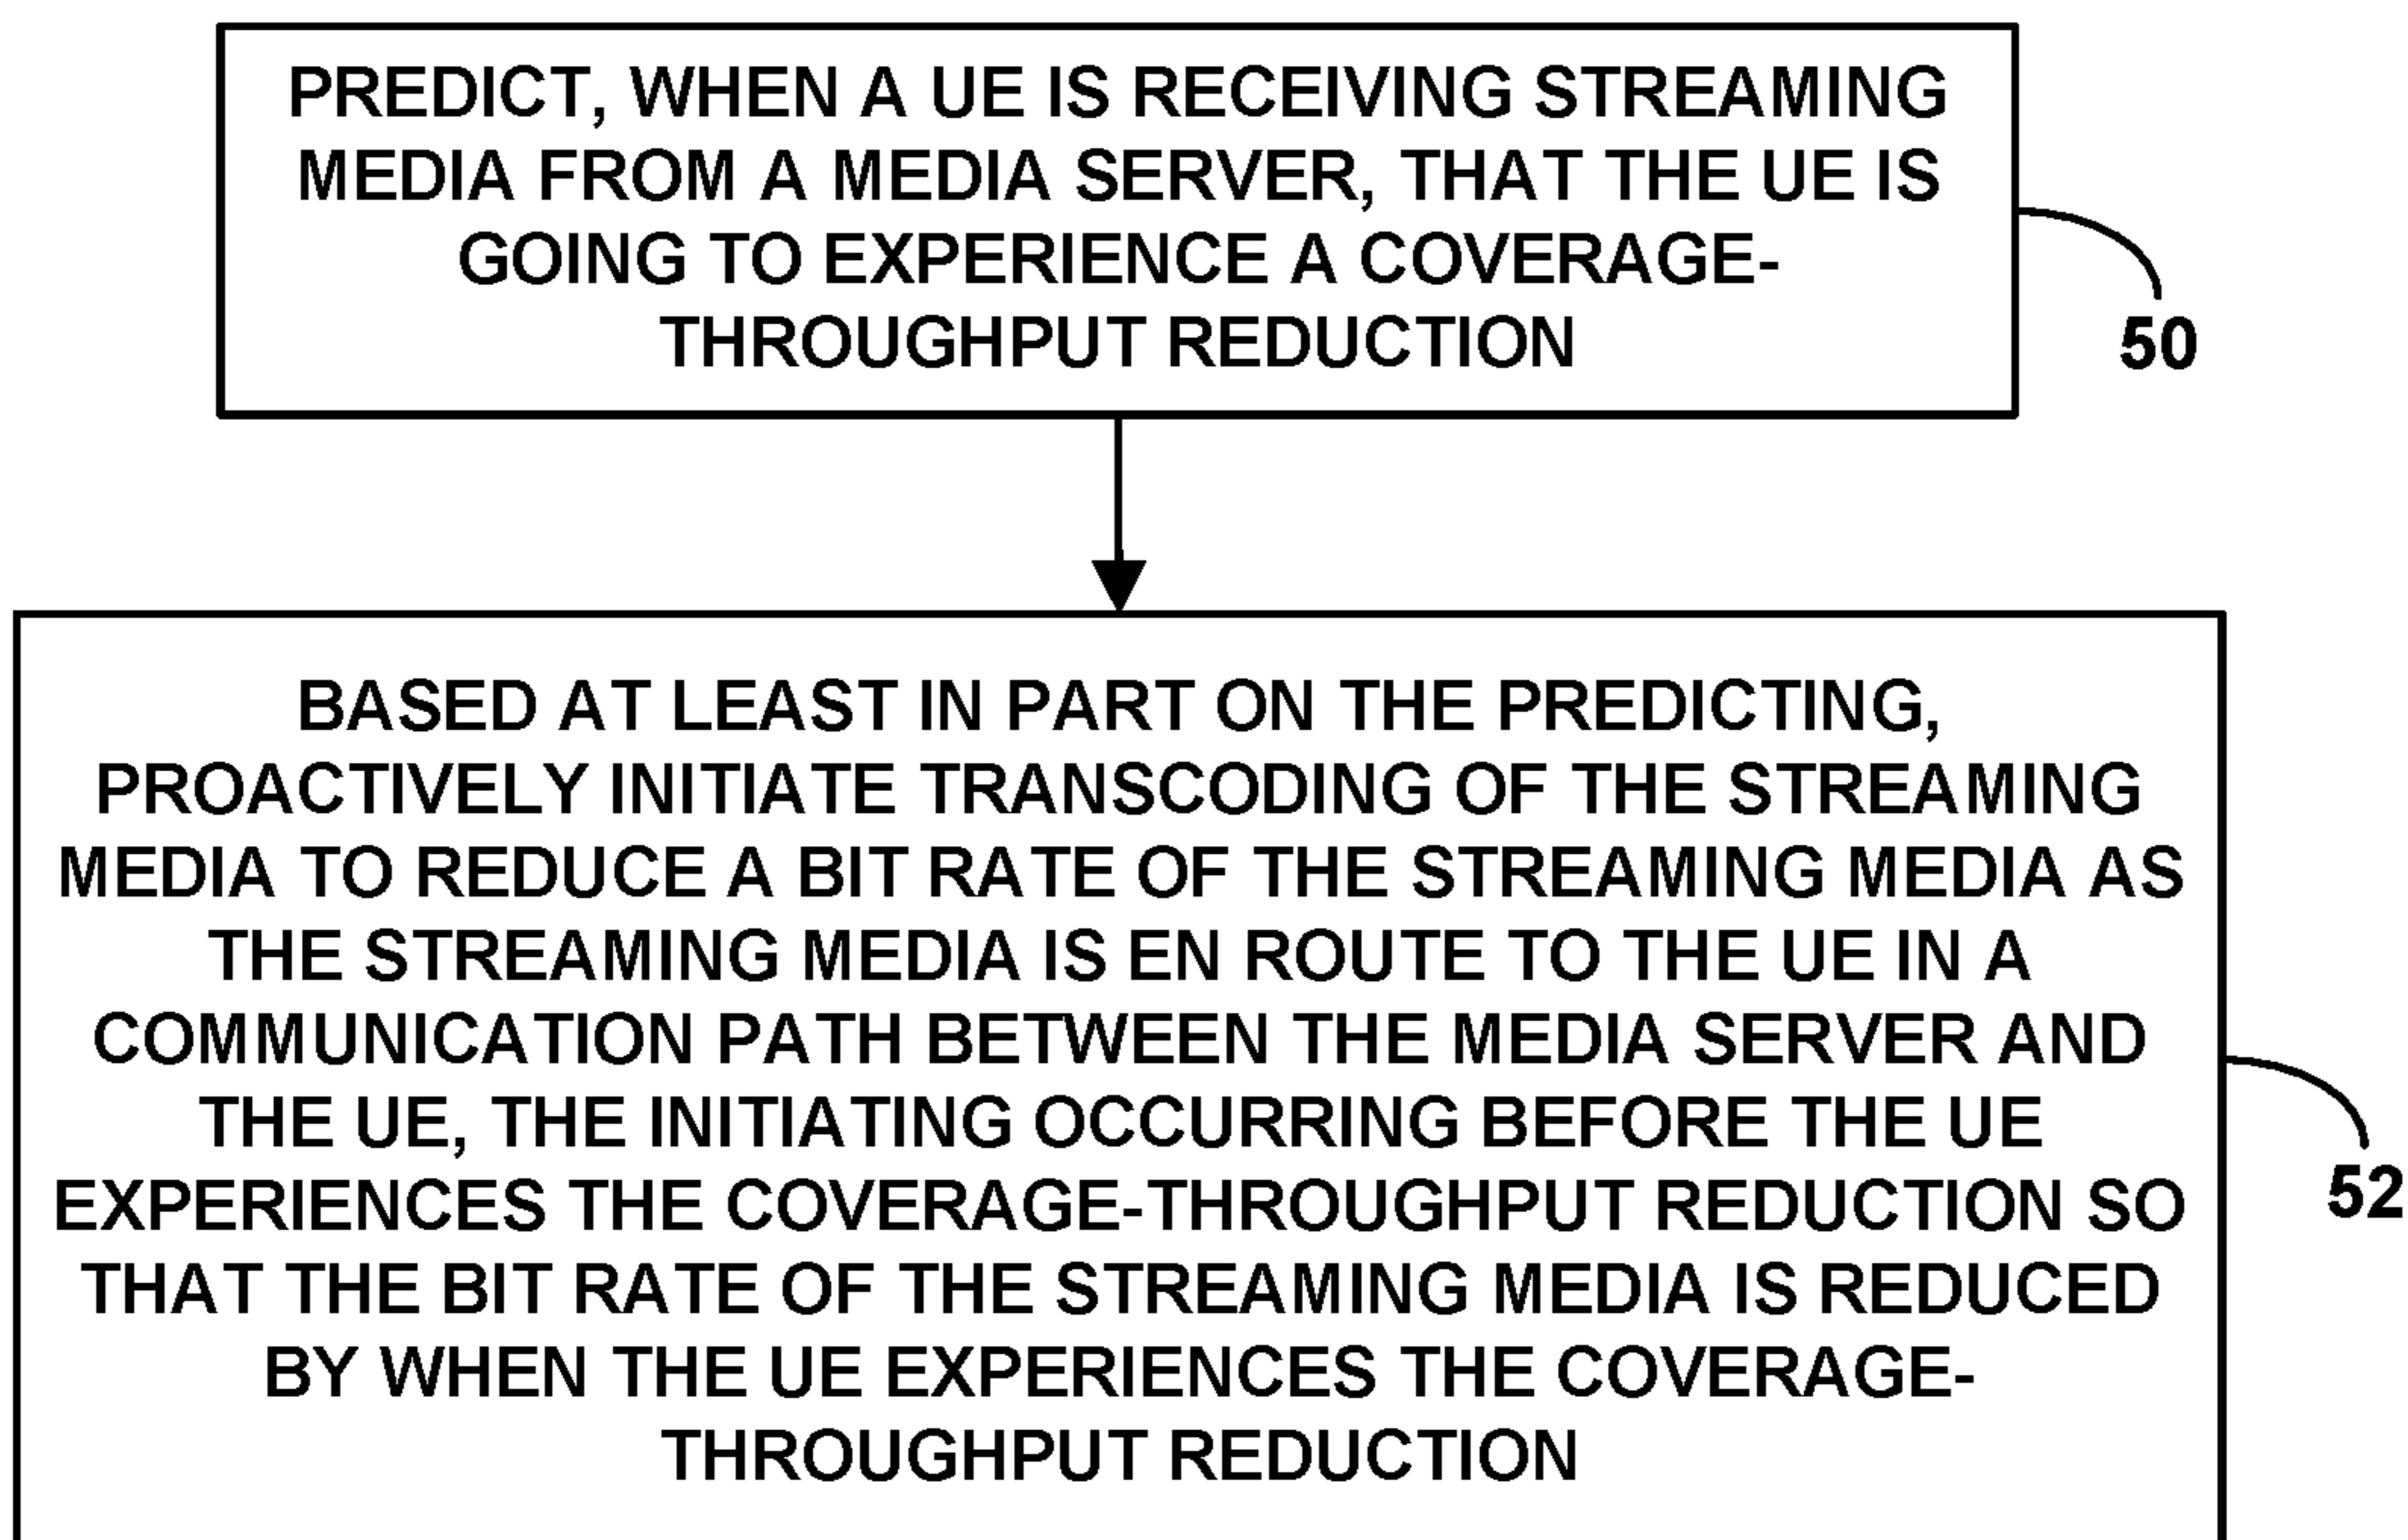 PREDICT, WHEN A UE IS RECEIVING STREAMING
MEDIA FROM A MEDIA SERVER, THAT THE UE IS
GOING TO EXPERIENCE A COVERAGE-
THROUGHPUT REDUCTION
50
BASED AT LEAST IN PART ON THE PREDICTING,
PROACTIVELY INITIATE TRANSCODING OF THE STREAMING
MEDIA TO REDUCE A BIT RATE OF THE STREAMING MEDIA AS
THE STREAMING MEDIA IS EN ROUTE TO THE UE IN A
COMMUNICATION PATH BETWEEN THE MEDIA SERVER AND
THE UE, THE INITIATING OCCURRING BEFORE THE UE
EXPERIENCES THE COVERAGE-THROUGHPUT REDUCTION SO
THAT THE BIT RATE OF THE STREAMING MEDIA IS REDUCED
BY WHEN THE UE EXPERIENCES THE COVERAGE-
THROUGHPUT REDUCTION
52